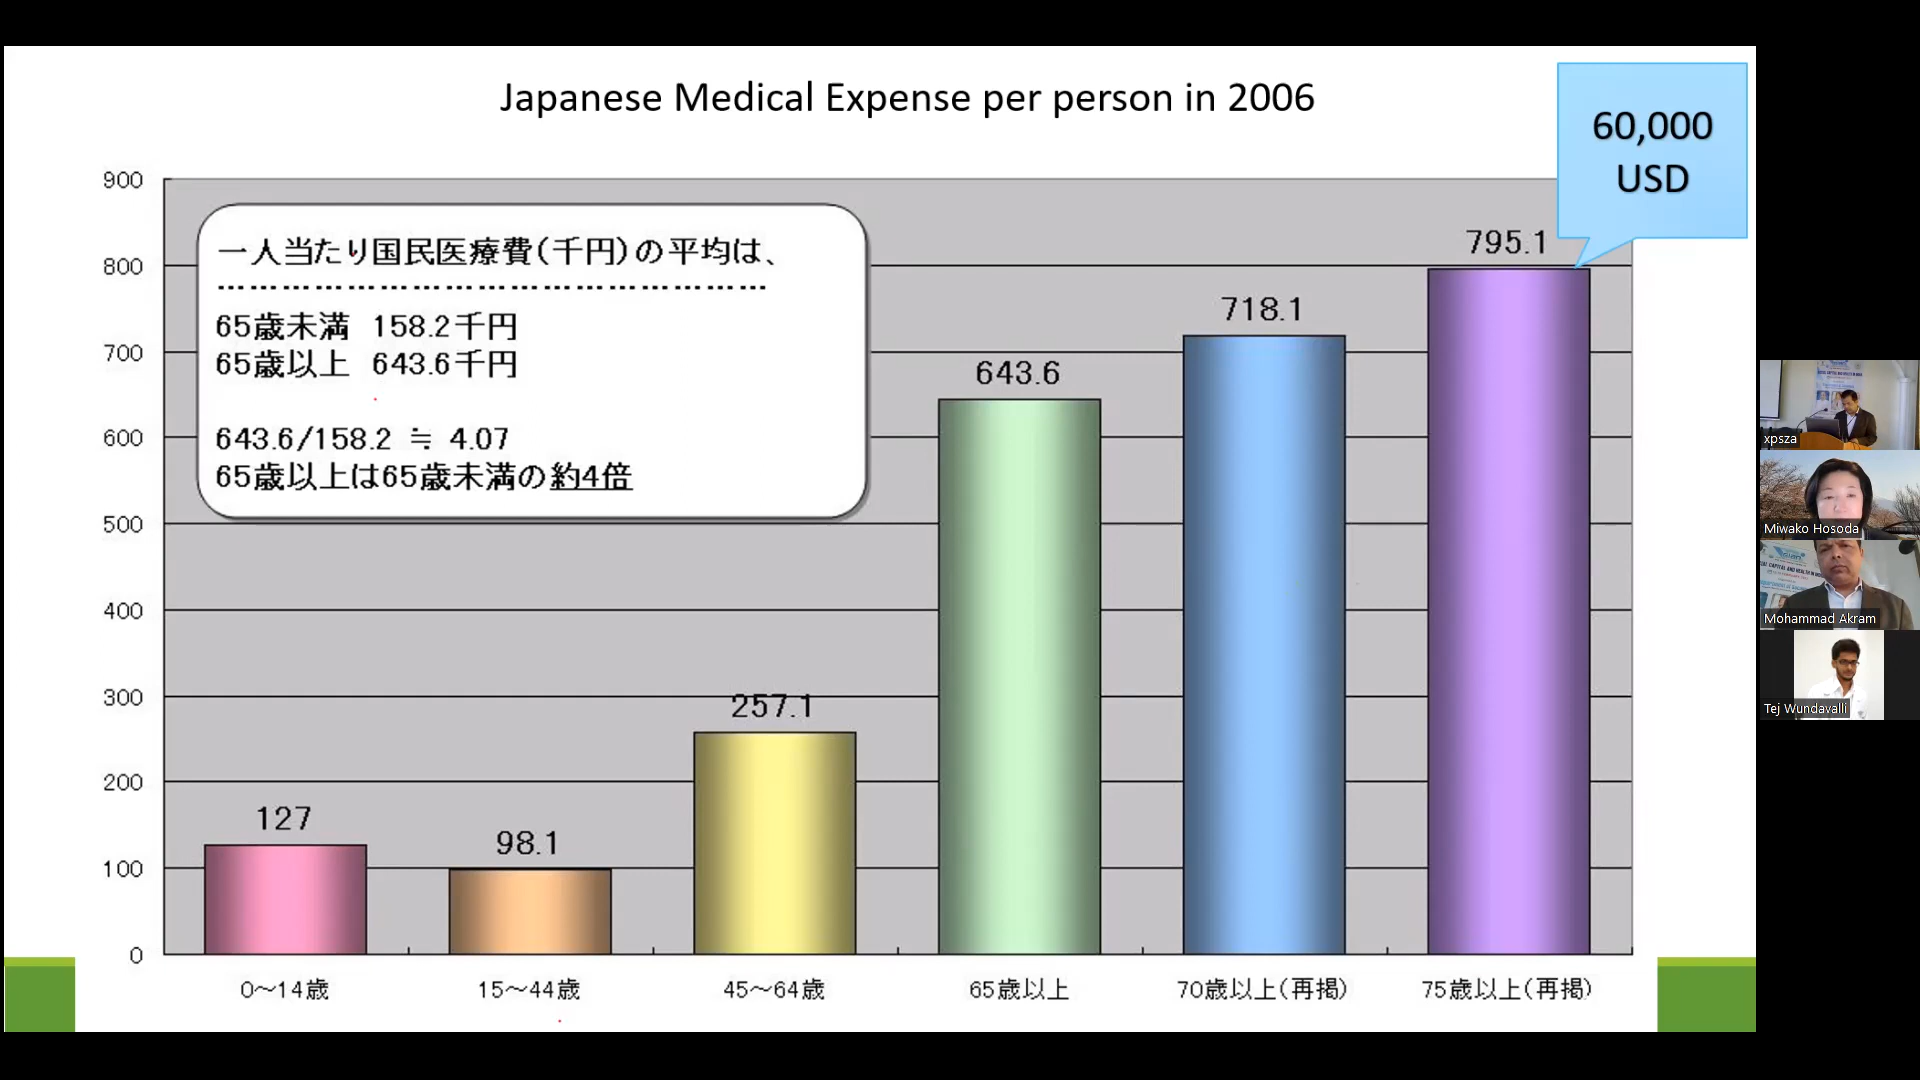 Japanese Medical Expense per person in 2006
60,000
USD
900
800
700
600
500
400
300
200
100
0
一人当たり国民医療費(千円)の平均は、
65歳未満 158.2千円
65歳以上 643.6千円
643.6/158.2 ≒ 4.07
65歳以上は65歳未満の約4倍
127
98.1
257.1
643.6
718.1
795.1
0～14歳
15～44歳
45～64歳
65歳以上
70歳以上(再掲)
75歳以上(再掲)
xpsza
Miwako Hosoda
Mohammad Akram
Tej Wundavalli